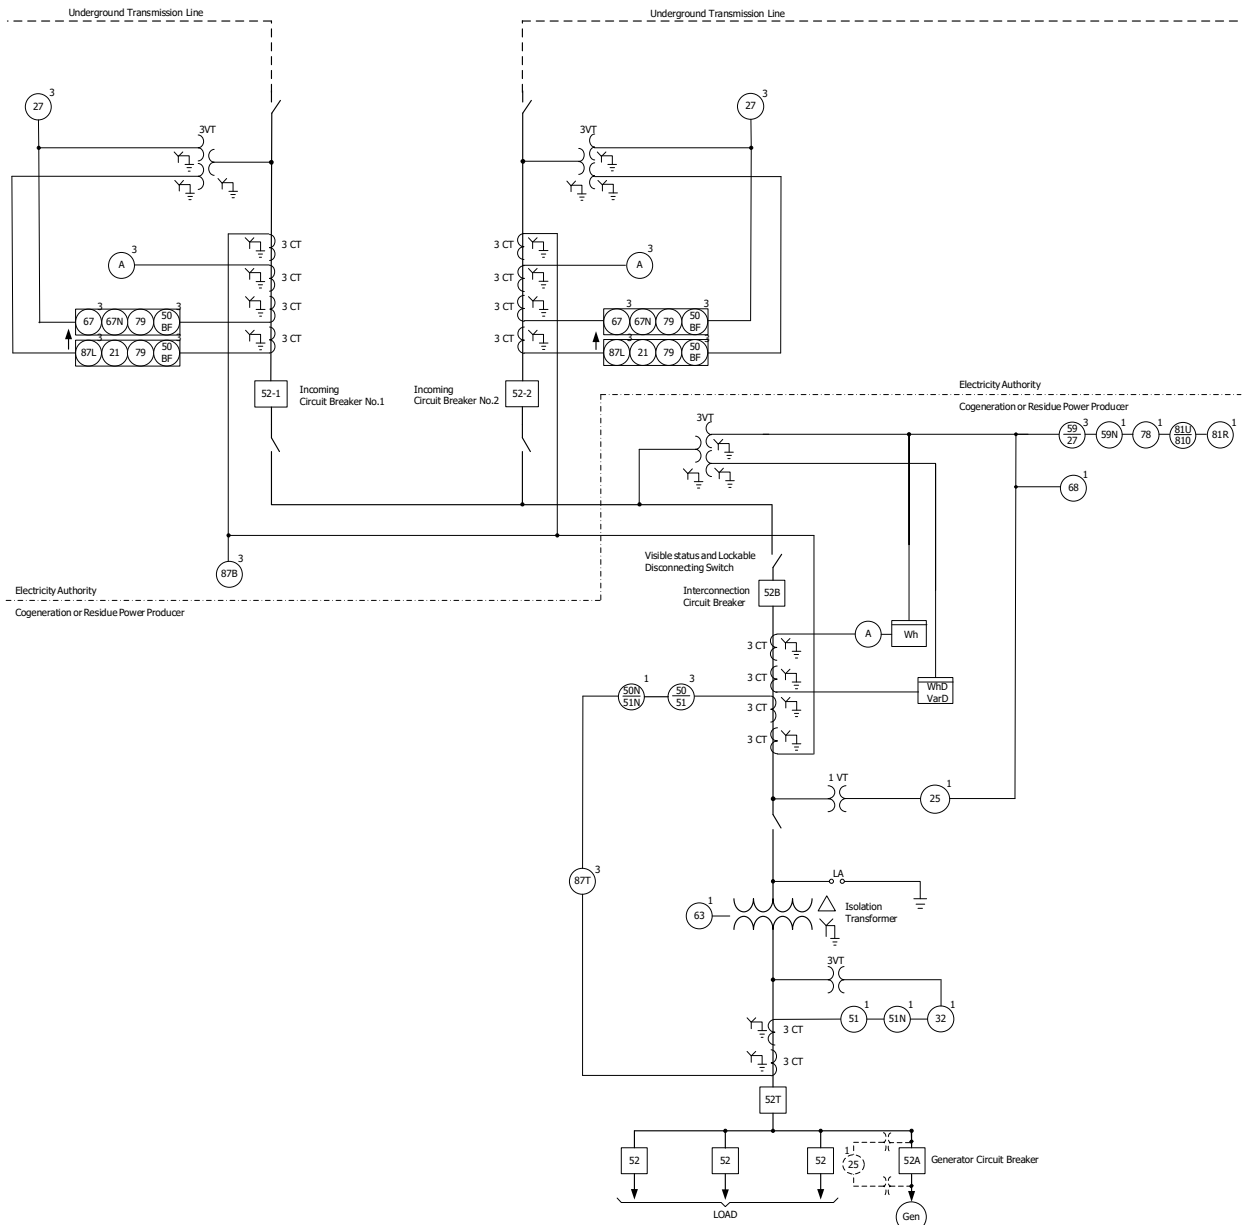 Underground Transmission Line
Underground Transmission Line
3
27
3
27
3VT
3VT
3 CT
3 CT
3
A
3
A
3 CT
3 CT
3 CT
3 CT
3
3
67
67N
79
50
BF
3
3
67
67N
79
50
BF
3 CT
3 CT
87L
21
79
50
BF
87L
21
79
50
BF
52-1
Incoming
Circuit Breaker No.1
Incoming
Circuit Breaker No.2
52-2
Electricity Authority
Cogeneration or Residue Power Producer
3VT
59
27
3
59N
1
78
1
81U
810
1
81R
1
68
1
87B
3
Visible status and Lockable
Disconnecting Switch
Interconnection
Circuit Breaker
52B
Electricity Authority
Cogeneration or Residue Power Producer
A
Wh
3 CT
3 CT
WhD
VarD
50N
51N
1
50
51
3
3 CT
3 CT
1 VT
25
1
87T
3
LA
63
1
Isolation
Transformer
3VT
51
1
51N
1
32
1
3 CT
3 CT
52T
52
52
52
1
25
52A
Generator Circuit Breaker
LOAD
Gen